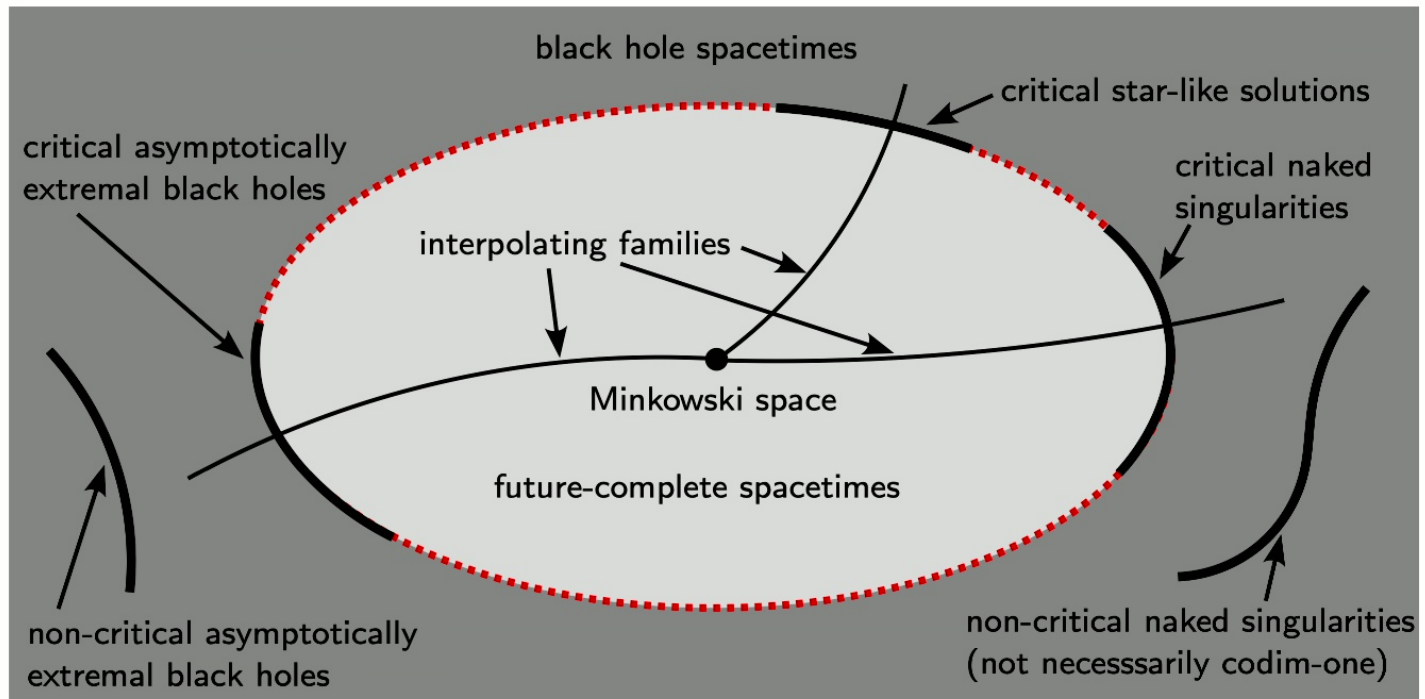 black hole spacetimes
critical star-like solutions
critical asymptotically
extremal black holes
critical naked
singularities
interpolating families
Minkowski space
future-complete spacetimes
non-critical asymptotically
extremal black holes
non-critical naked singularities
(not necesssarily codim-one)